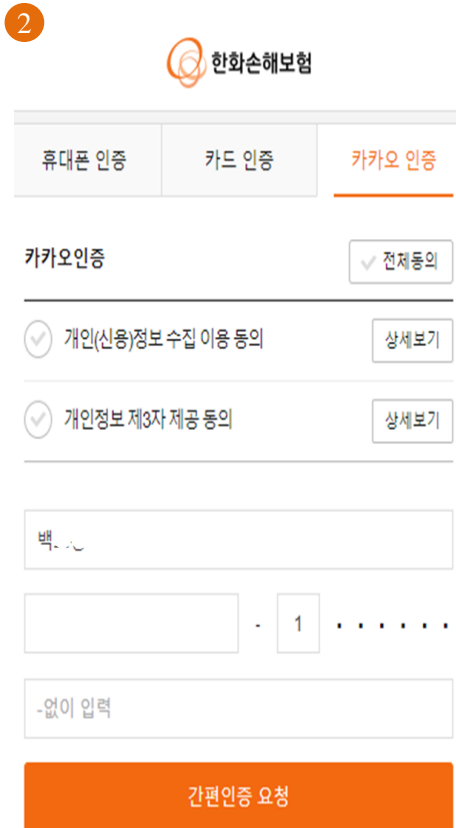 2
한화손해보험
휴대폰 인증 카드 인증 카카오 인증
카카오인증 전체동의
개인(신용)정보 수집 이용 동의 상세보기
개인정보 제3자 제공 동의 상세보기
- 1 · · · · · ·
-없이 입력
간편인증 요청